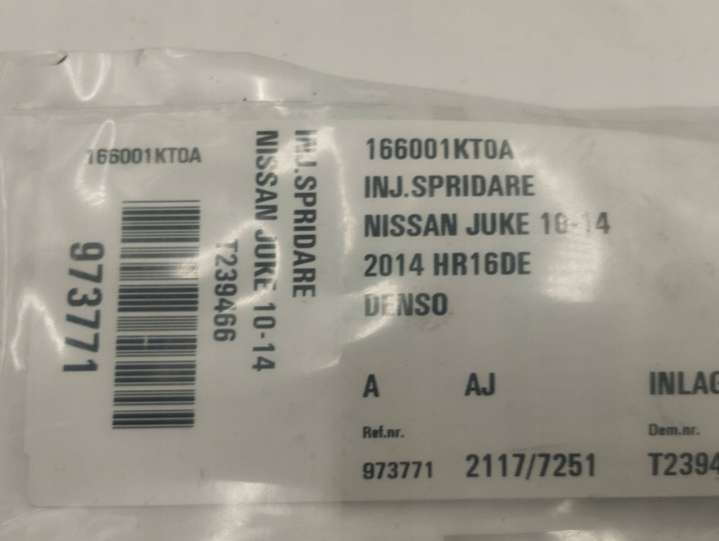 166001KT0A
973771
T239466
NISSAN JUKE 10-14
INJ.SPRIDARE
166001KT0A
INJ.SPRIDARE
NISSAN JUKE 10-14
2014 HR16DE
DENSO
A AJ INLAG
Ref.nr. Dem.nr.
973771 2117/7251 T2394